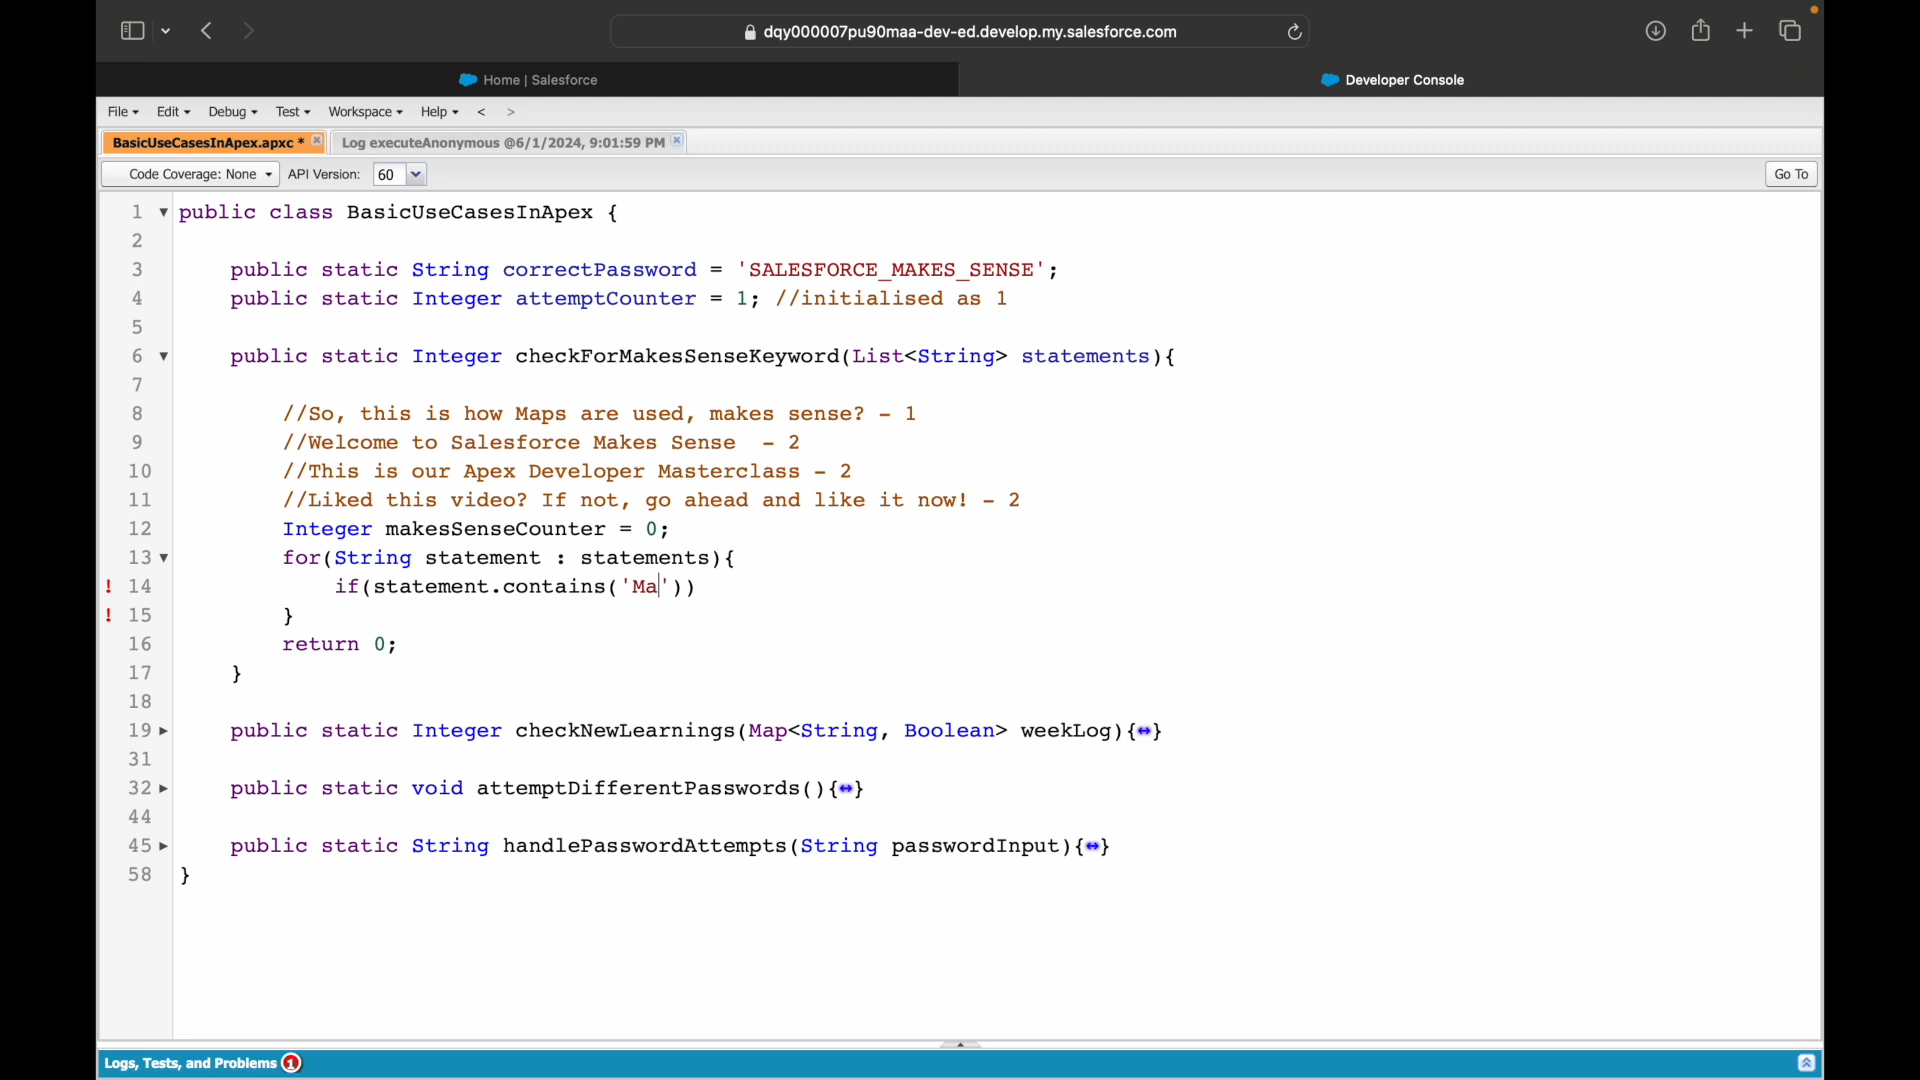 dqy000007pu90maa-dev-ed.develop.my.salesforce.com
Home | Salesforce
Developer Console
File Edit Debug Test Workspace Help < >
BasicUseCasesInApex.apxc * Log executeAnonymous @6/1/2024, 9:01:59 PM
Code Coverage: None API Version: 60 Go To
1 public class BasicUseCasesInApex {
2
3 public static String correctPassword = 'SALESFORCE_MAKES_SENSE';
4 public static Integer attemptCounter = 1; //initialised as 1
5
6 public static Integer checkForMakesSenseKeyword(List<String> statements){
7
8 //So, this is how Maps are used, makes sense? - 1
9 //Welcome to Salesforce Makes Sense - 2
10 //This is our Apex Developer Masterclass - 2
11 //Liked this video? If not, go ahead and like it now! - 2
12 Integer makesSenseCounter = 0;
13 for(String statement : statements){
! 14 if(statement.contains('Ma'))
! 15 }
16 return 0;
17 }
18
19 public static Integer checkNewLearnings(Map<String, Boolean> weekLog){↔}
31
32 public static void attemptDifferentPasswords(){↔}
44
45 public static String handlePasswordAttempts(String passwordInput){↔}
58 }
Logs, Tests, and Problems 1